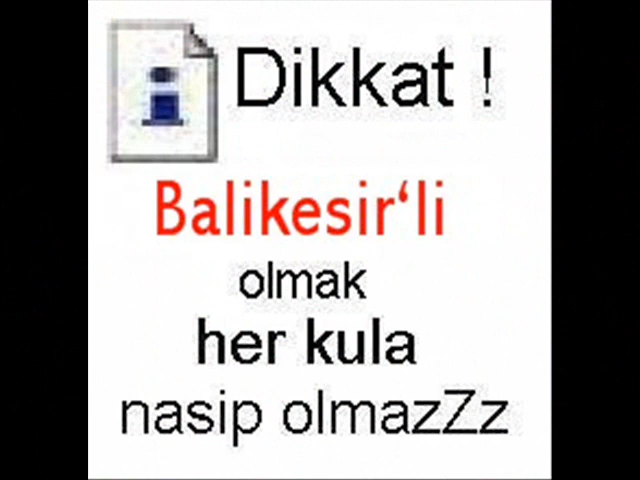 Dikkat !
Balikesir‘li
olmak
her kula
nasip olmazZz